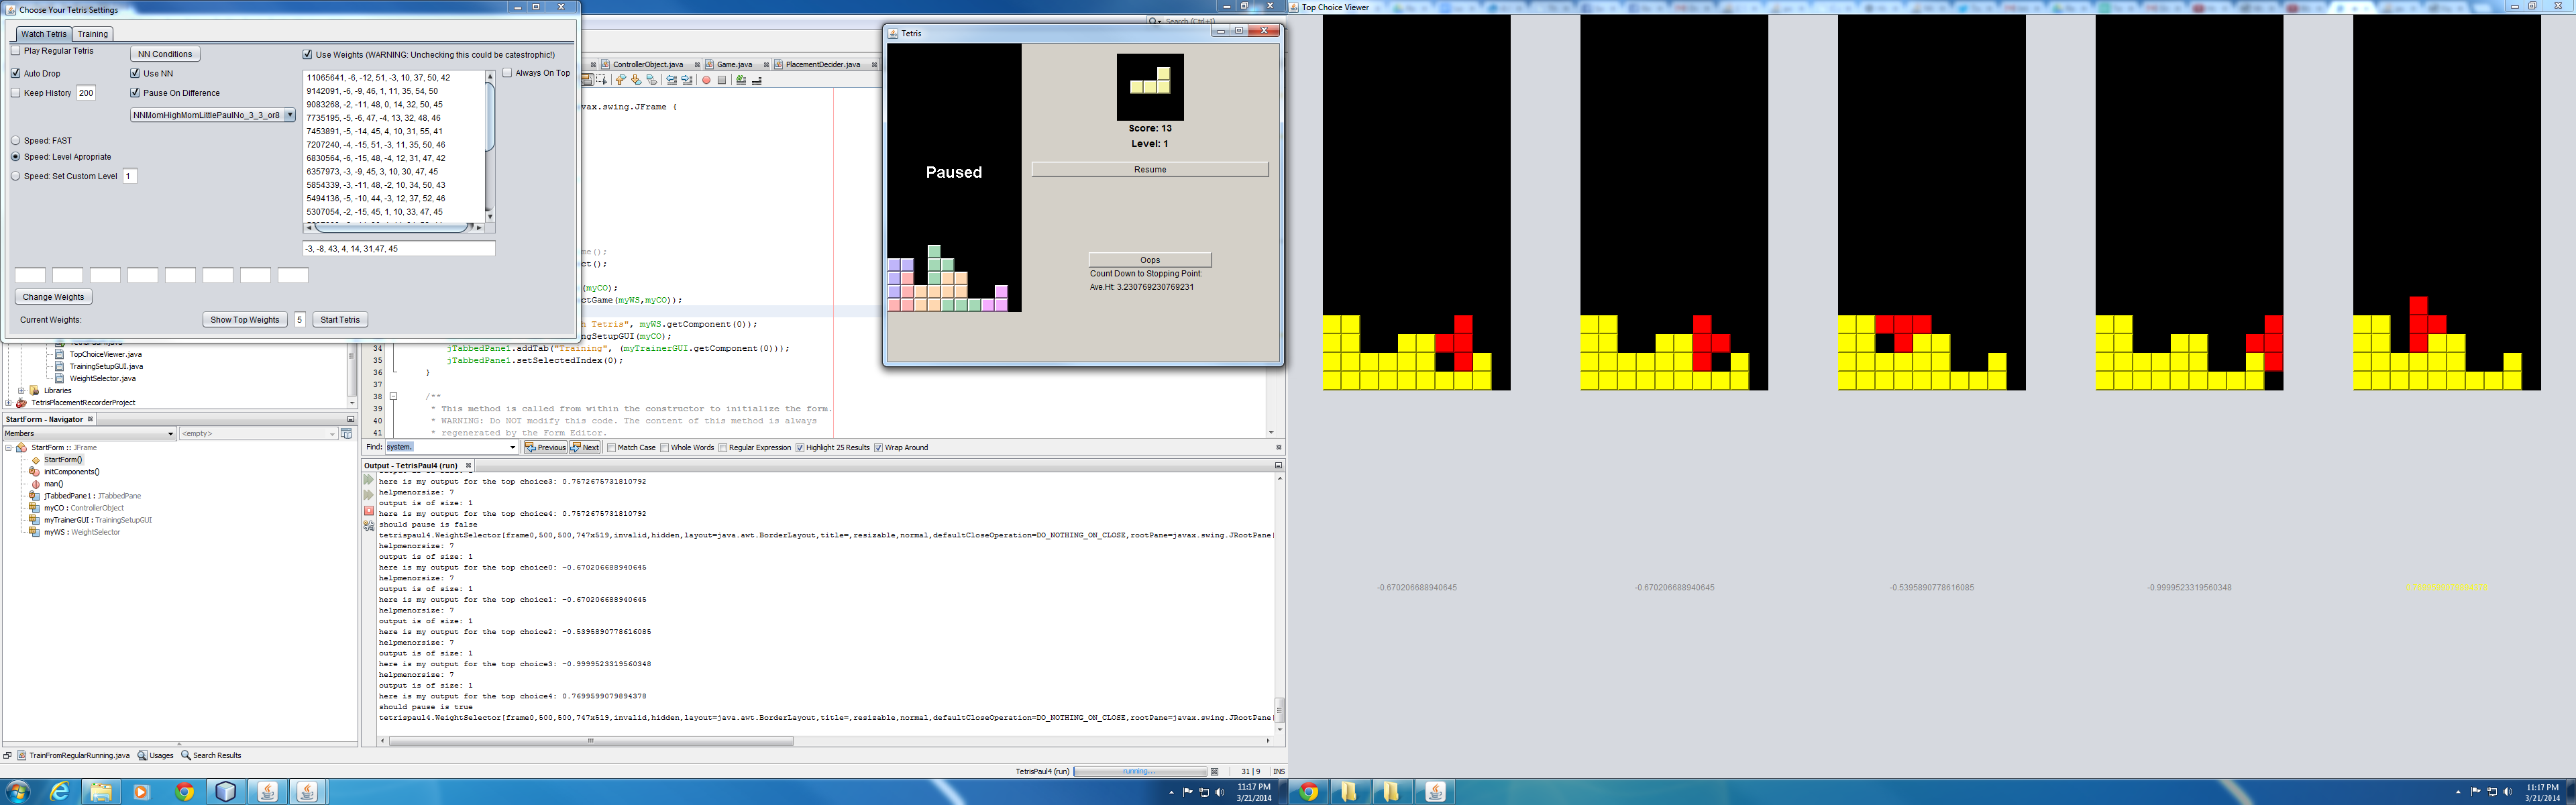 Choose Your Tetris Settings
Watch Tetris
Training
Play Regular Tetris
NN Conditions
Use Weights (WARNING: Unchecking this could be catestrophic!)
Auto Drop
Use NN
Always On Top
Keep History
200
Pause On Difference
NNMomHighMomLittlePaulNo_3_3_or8
Speed: FAST
Speed: Level Apropriate
Speed: Set Custom Level
1
11065641, -6, -12, 51, -3, 10, 37, 50, 42
9142091, -6, -9, 46, 1, 11, 35, 54, 50
9083268, -2, -11, 48, 0, 14, 32, 50, 45
7735195, -5, -6, 47, -4, 13, 32, 48, 46
7453891, -5, -14, 45, 4, 10, 31, 55, 41
7207240, -4, -15, 51, -3, 11, 35, 50, 46
6830564, -6, -15, 48, -4, 12, 31, 47, 42
6357973, -3, -9, 45, 3, 10, 30, 47, 45
5854339, -3, -11, 48, -2, 10, 34, 50, 43
5494136, -5, -10, 44, -3, 12, 37, 52, 46
5307054, -2, -15, 45, 1, 10, 33, 47, 45
-3, -8, 43, 4, 14, 31,47, 45
Change Weights
Current Weights:
Show Top Weights
5
Start Tetris
TopChoiceViewer.java
TrainingSetupGUI.java
WeightSelector.java
Libraries
TetrisPlacementRecorderProject
StartForm - Navigator
Members
<empty>
StartForm :: JFrame
StartForm()
initComponents()
man()
jTabbedPane1 : JTabbedPane
myCO : ControllerObject
myTrainerGUI : TrainingSetupGUI
myWS : WeightSelector
TrainFromRegularRunning.java
Usages
Search Results
Search (Ctrl+I)
ControllerObject.java
Game.java
PlacementDecider.java
avax.swing.JFrame {
me();
ct();
(myCO);
ctGame(myWS,myCO));
h Tetris", myWS.getComponent(0));
ngSetupGUI(myCO);
34 jTabbedPane1.addTab("Training", (myTrainerGUI.getComponent(0)));
35 jTabbedPane1.setSelectedIndex(0);
36 }
37
38 /**
39 * This method is called from within the constructor to initialize the form.
40 * WARNING: Do NOT modify this code. The content of this method is always
41 * regenerated by the Form Editor.
Find:
system.
Previous
Next
Match Case
Whole Words
Regular Expression
Highlight 25 Results
Wrap Around
Output - TetrisPaul4 (run)
here is my output for the top choice3: 0.7572675731810792
helpmenorsize: 7
output is of size: 1
here is my output for the top choice4: 0.7572675731810792
should pause is false
tetrispaul4.WeightSelector[frame0,500,500,747x519,invalid,hidden,layout=java.awt.BorderLayout,title=,resizable,normal,defaultCloseOperation=DO_NOTHING_ON_CLOSE,rootPane=javax.swing.JRootPane[
helpmenorsize: 7
output is of size: 1
here is my output for the top choice0: -0.670206688940645
helpmenorsize: 7
output is of size: 1
here is my output for the top choice1: -0.670206688940645
helpmenorsize: 7
output is of size: 1
here is my output for the top choice2: -0.5395890778616085
helpmenorsize: 7
output is of size: 1
here is my output for the top choice3: -0.9999523319560348
helpmenorsize: 7
output is of size: 1
here is my output for the top choice4: 0.7699599079894378
should pause is true
tetrispaul4.WeightSelector[frame0,500,500,747x519,invalid,hidden,layout=java.awt.BorderLayout,title=,resizable,normal,defaultCloseOperation=DO_NOTHING_ON_CLOSE,rootPane=javax.swing.JRootPane[
TetrisPaul4 (run)
running...
31 | 9
INS
11:17 PM
3/21/2014
Tetris
Paused
Score: 13
Level: 1
Resume
Oops
Count Down to Stopping Point:
Ave.Ht: 3.230769230769231
Top Choice Viewer
-0.670206688940645
-0.670206688940645
-0.5395890778616085
-0.9999523319560348
11:17 PM
3/21/2014